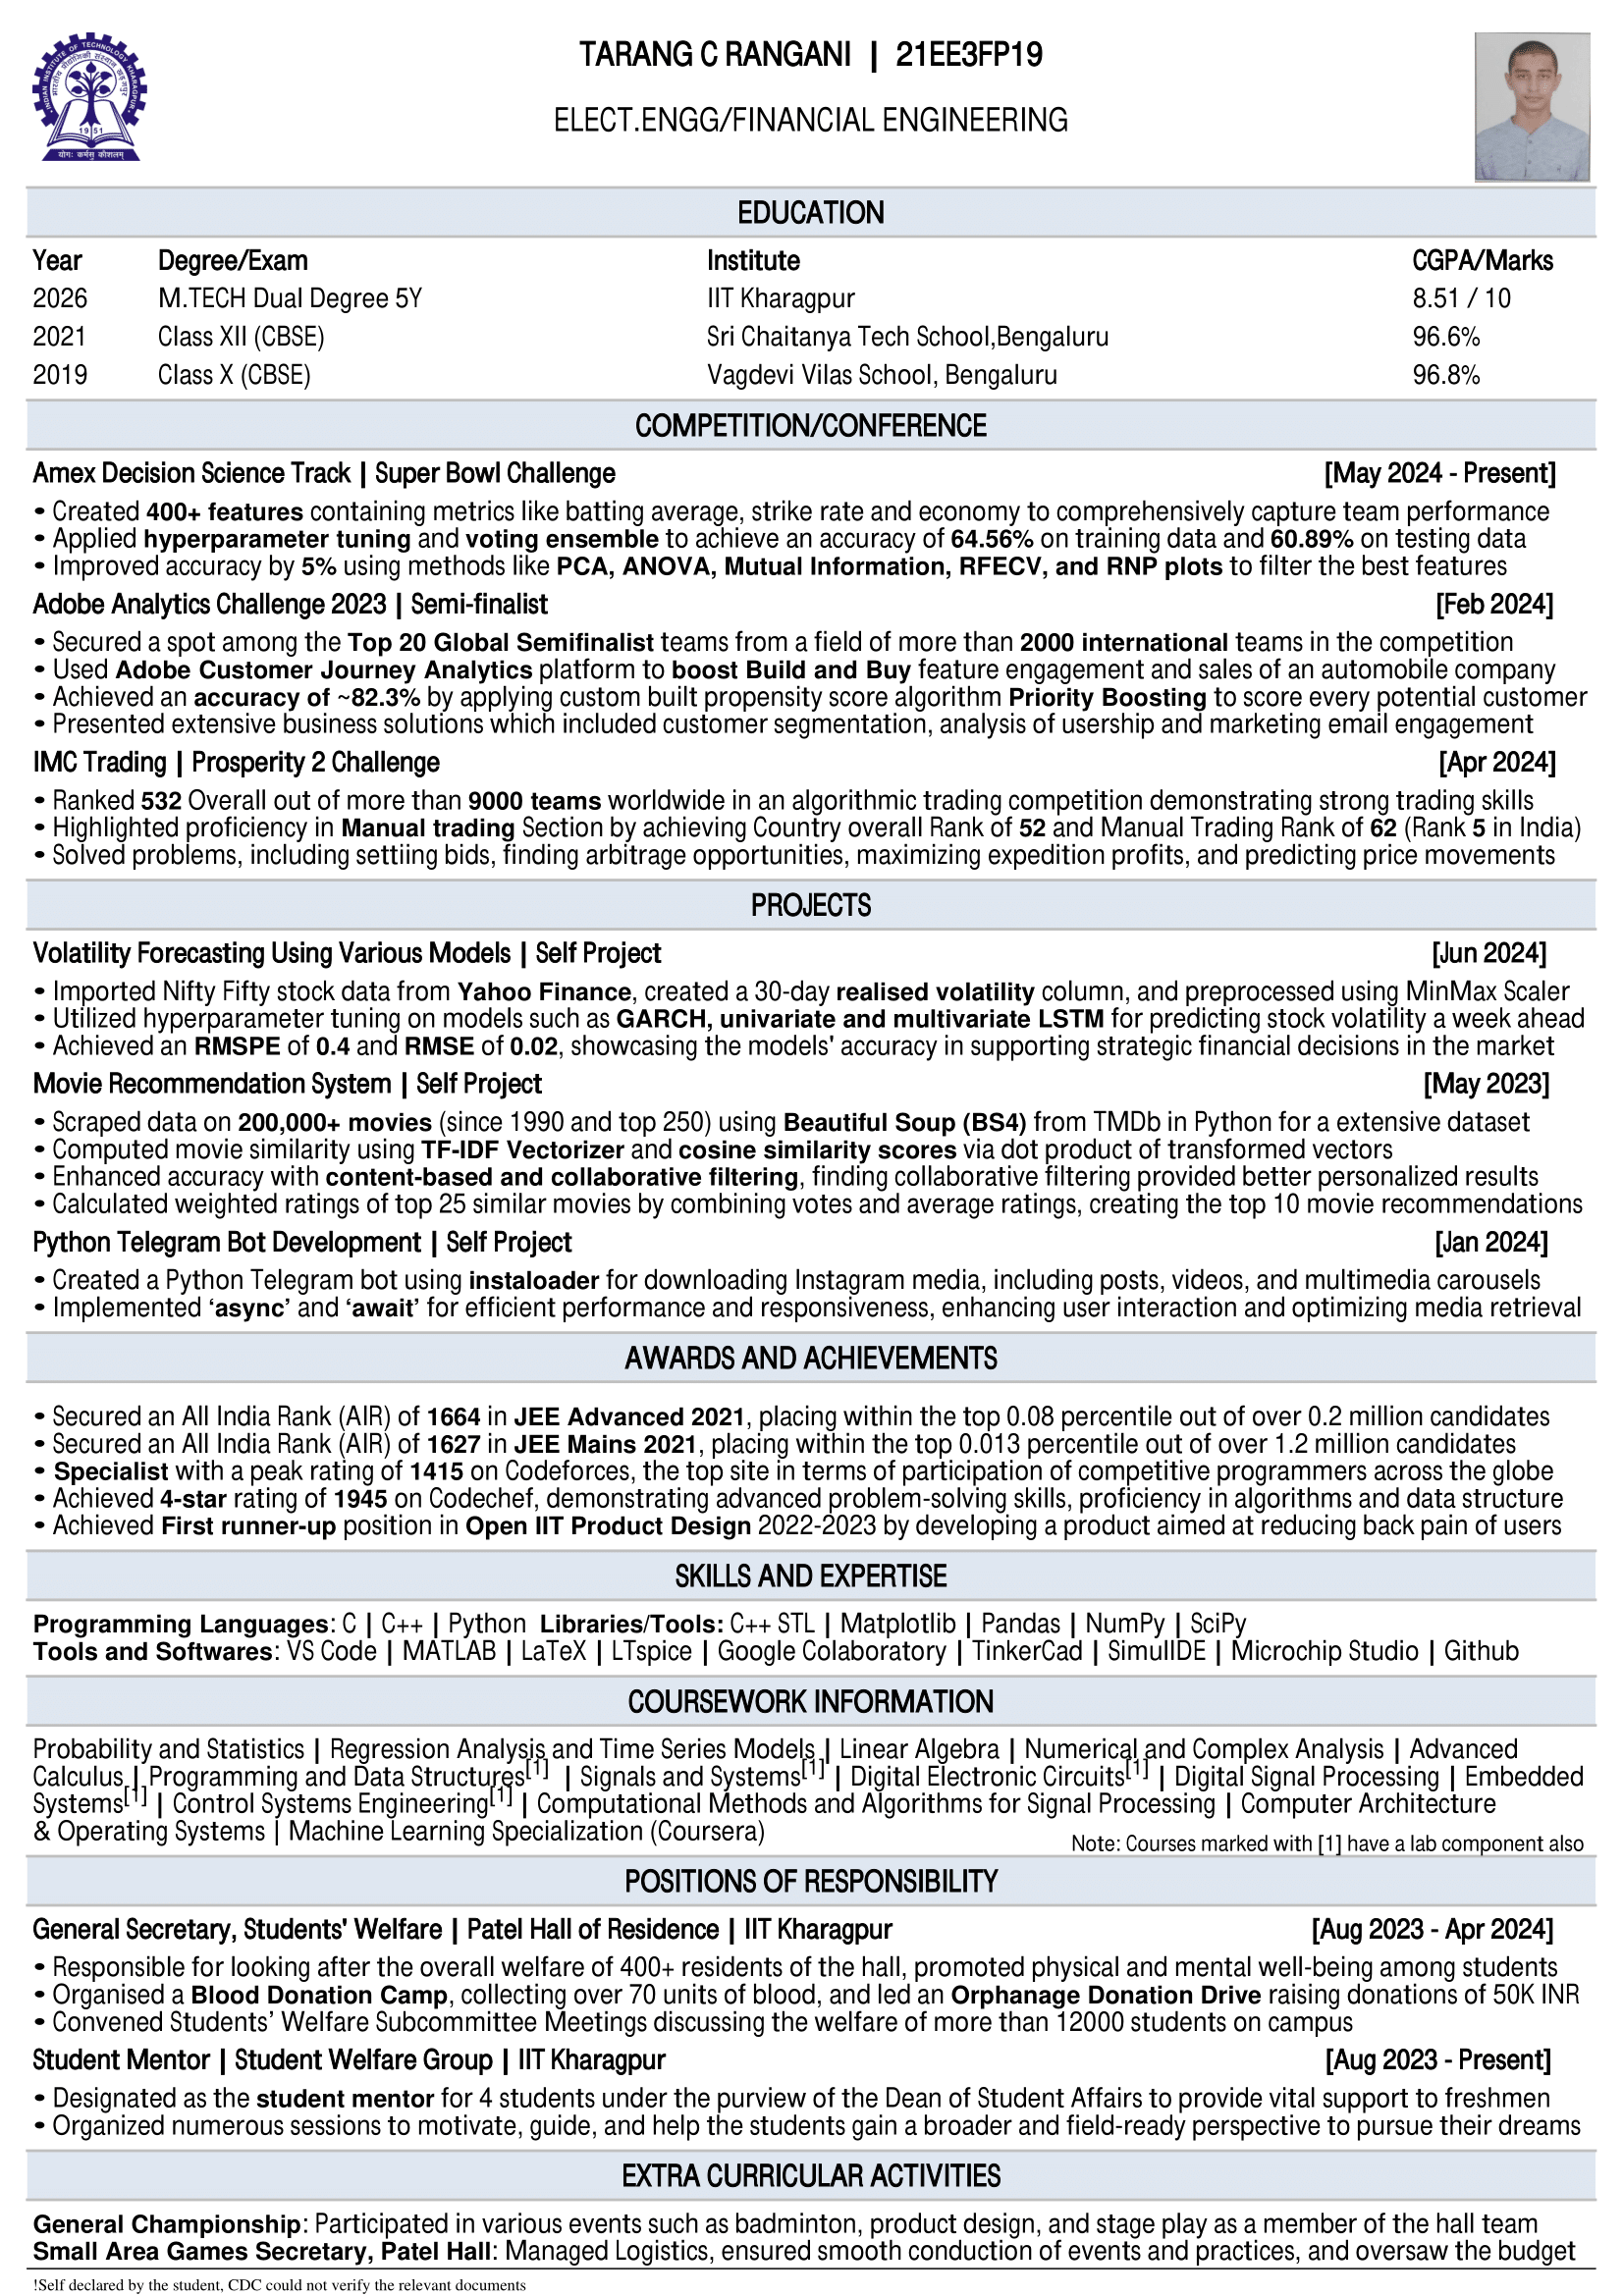 INDIAN INSTITUTE OF TECHNOLOGY KHARAGPUR
भारतीय प्रौद्योगिकी संस्थान खड़गपुर
1951
योगः कर्मसु कौशलम्
TARANG C RANGANI | 21EE3FP19
ELECT.ENGG/FINANCIAL ENGINEERING
EDUCATION
Year Degree/Exam Institute CGPA/Marks
2026 M.TECH Dual Degree 5Y IIT Kharagpur 8.51 / 10
2021 Class XII (CBSE) Sri Chaitanya Tech School,Bengaluru 96.6%
2019 Class X (CBSE) Vagdevi Vilas School, Bengaluru 96.8%
COMPETITION/CONFERENCE
Amex Decision Science Track | Super Bowl Challenge [May 2024 - Present]
• Created 400+ features containing metrics like batting average, strike rate and economy to comprehensively capture team performance
• Applied hyperparameter tuning and voting ensemble to achieve an accuracy of 64.56% on training data and 60.89% on testing data
• Improved accuracy by 5% using methods like PCA, ANOVA, Mutual Information, RFECV, and RNP plots to filter the best features
Adobe Analytics Challenge 2023 | Semi-finalist [Feb 2024]
• Secured a spot among the Top 20 Global Semifinalist teams from a field of more than 2000 international teams in the competition
• Used Adobe Customer Journey Analytics platform to boost Build and Buy feature engagement and sales of an automobile company
• Achieved an accuracy of ~82.3% by applying custom built propensity score algorithm Priority Boosting to score every potential customer
• Presented extensive business solutions which included customer segmentation, analysis of usership and marketing email engagement
IMC Trading | Prosperity 2 Challenge [Apr 2024]
• Ranked 532 Overall out of more than 9000 teams worldwide in an algorithmic trading competition demonstrating strong trading skills
• Highlighted proficiency in Manual trading Section by achieving Country overall Rank of 52 and Manual Trading Rank of 62 (Rank 5 in India)
• Solved problems, including settiing bids, finding arbitrage opportunities, maximizing expedition profits, and predicting price movements
PROJECTS
Volatility Forecasting Using Various Models | Self Project [Jun 2024]
• Imported Nifty Fifty stock data from Yahoo Finance, created a 30-day realised volatility column, and preprocessed using MinMax Scaler
• Utilized hyperparameter tuning on models such as GARCH, univariate and multivariate LSTM for predicting stock volatility a week ahead
• Achieved an RMSPE of 0.4 and RMSE of 0.02, showcasing the models' accuracy in supporting strategic financial decisions in the market
Movie Recommendation System | Self Project [May 2023]
• Scraped data on 200,000+ movies (since 1990 and top 250) using Beautiful Soup (BS4) from TMDb in Python for a extensive dataset
• Computed movie similarity using TF-IDF Vectorizer and cosine similarity scores via dot product of transformed vectors
• Enhanced accuracy with content-based and collaborative filtering, finding collaborative filtering provided better personalized results
• Calculated weighted ratings of top 25 similar movies by combining votes and average ratings, creating the top 10 movie recommendations
Python Telegram Bot Development | Self Project [Jan 2024]
• Created a Python Telegram bot using instaloader for downloading Instagram media, including posts, videos, and multimedia carousels
• Implemented ‘async’ and ‘await’ for efficient performance and responsiveness, enhancing user interaction and optimizing media retrieval
AWARDS AND ACHIEVEMENTS
• Secured an All India Rank (AIR) of 1664 in JEE Advanced 2021, placing within the top 0.08 percentile out of over 0.2 million candidates
• Secured an All India Rank (AIR) of 1627 in JEE Mains 2021, placing within the top 0.013 percentile out of over 1.2 million candidates
• Specialist with a peak rating of 1415 on Codeforces, the top site in terms of participation of competitive programmers across the globe
• Achieved 4-star rating of 1945 on Codechef, demonstrating advanced problem-solving skills, proficiency in algorithms and data structure
• Achieved First runner-up position in Open IIT Product Design 2022-2023 by developing a product aimed at reducing back pain of users
SKILLS AND EXPERTISE
Programming Languages: C | C++ | Python Libraries/Tools: C++ STL | Matplotlib | Pandas | NumPy | SciPy
Tools and Softwares: VS Code | MATLAB | LaTeX | LTspice | Google Colaboratory | TinkerCad | SimulIDE | Microchip Studio | Github
COURSEWORK INFORMATION
Probability and Statistics | Regression Analysis and Time Series Models | Linear Algebra | Numerical and Complex Analysis | Advanced
Calculus | Programming and Data Structures[1] | Signals and Systems[1] | Digital Electronic Circuits[1] | Digital Signal Processing | Embedded
Systems[1] | Control Systems Engineering[1] | Computational Methods and Algorithms for Signal Processing | Computer Architecture
& Operating Systems | Machine Learning Specialization (Coursera)
Note: Courses marked with [1] have a lab component also
POSITIONS OF RESPONSIBILITY
General Secretary, Students' Welfare | Patel Hall of Residence | IIT Kharagpur [Aug 2023 - Apr 2024]
• Responsible for looking after the overall welfare of 400+ residents of the hall, promoted physical and mental well-being among students
• Organised a Blood Donation Camp, collecting over 70 units of blood, and led an Orphanage Donation Drive raising donations of 50K INR
• Convened Students’ Welfare Subcommittee Meetings discussing the welfare of more than 12000 students on campus
Student Mentor | Student Welfare Group | IIT Kharagpur [Aug 2023 - Present]
• Designated as the student mentor for 4 students under the purview of the Dean of Student Affairs to provide vital support to freshmen
• Organized numerous sessions to motivate, guide, and help the students gain a broader and field-ready perspective to pursue their dreams
EXTRA CURRICULAR ACTIVITIES
General Championship: Participated in various events such as badminton, product design, and stage play as a member of the hall team
Small Area Games Secretary, Patel Hall: Managed Logistics, ensured smooth conduction of events and practices, and oversaw the budget
!Self declared by the student, CDC could not verify the relevant documents